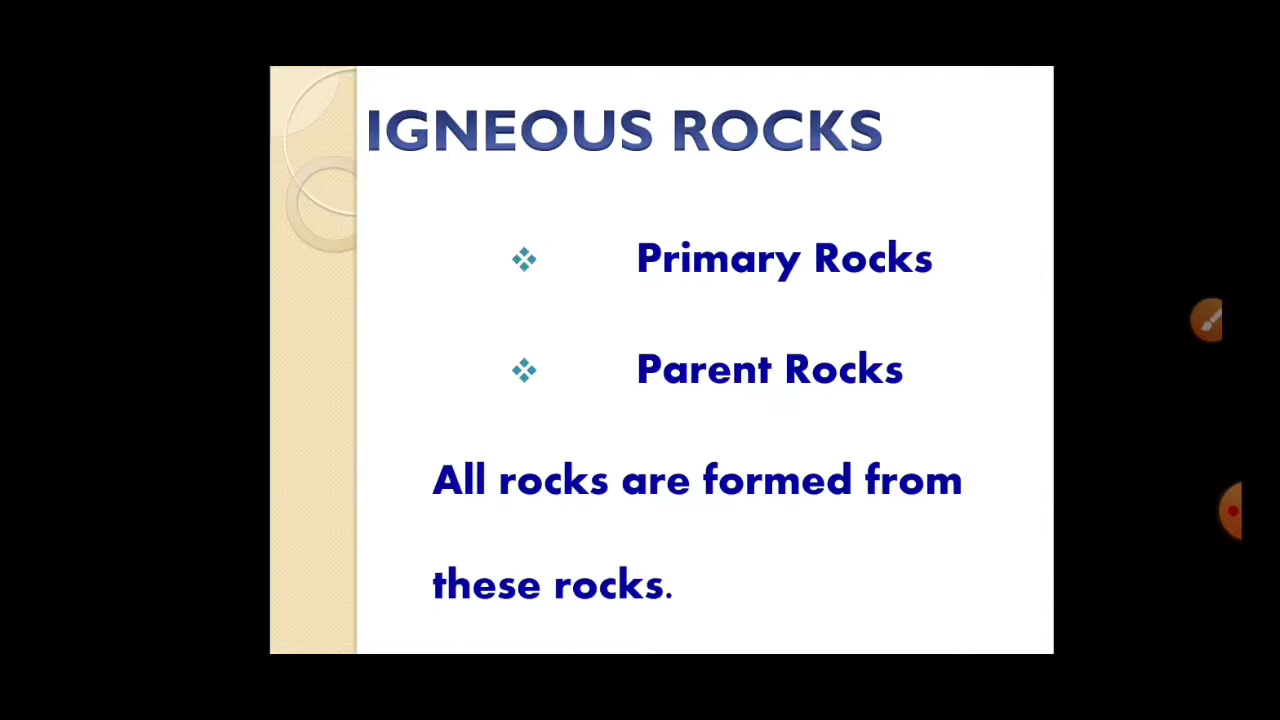 IGNEOUS ROCKS
Primary Rocks
Parent Rocks
All rocks are formed from
these rocks.